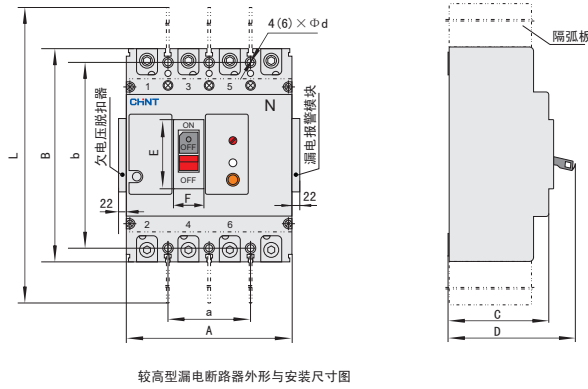 4(6)×Φd
隔弧板
1 3 5
CHNT
N
ON
OFF
OFF
欠电压脱扣器
漏电报警模块
L
B
b
E
F
22
22
2 4 6
a
A
C
D
较高型漏电断路器外形与安装尺寸图